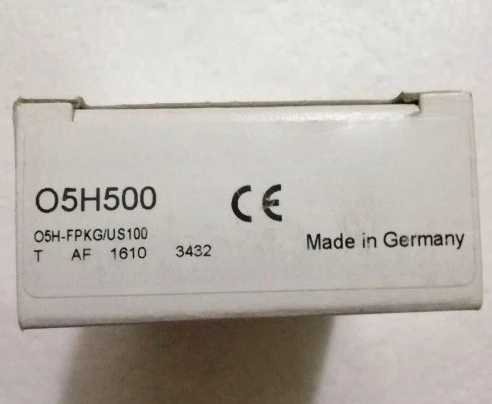 O5H500
CE
O5H-FPKG/US100
T AF 1610 3432
Made in Germany